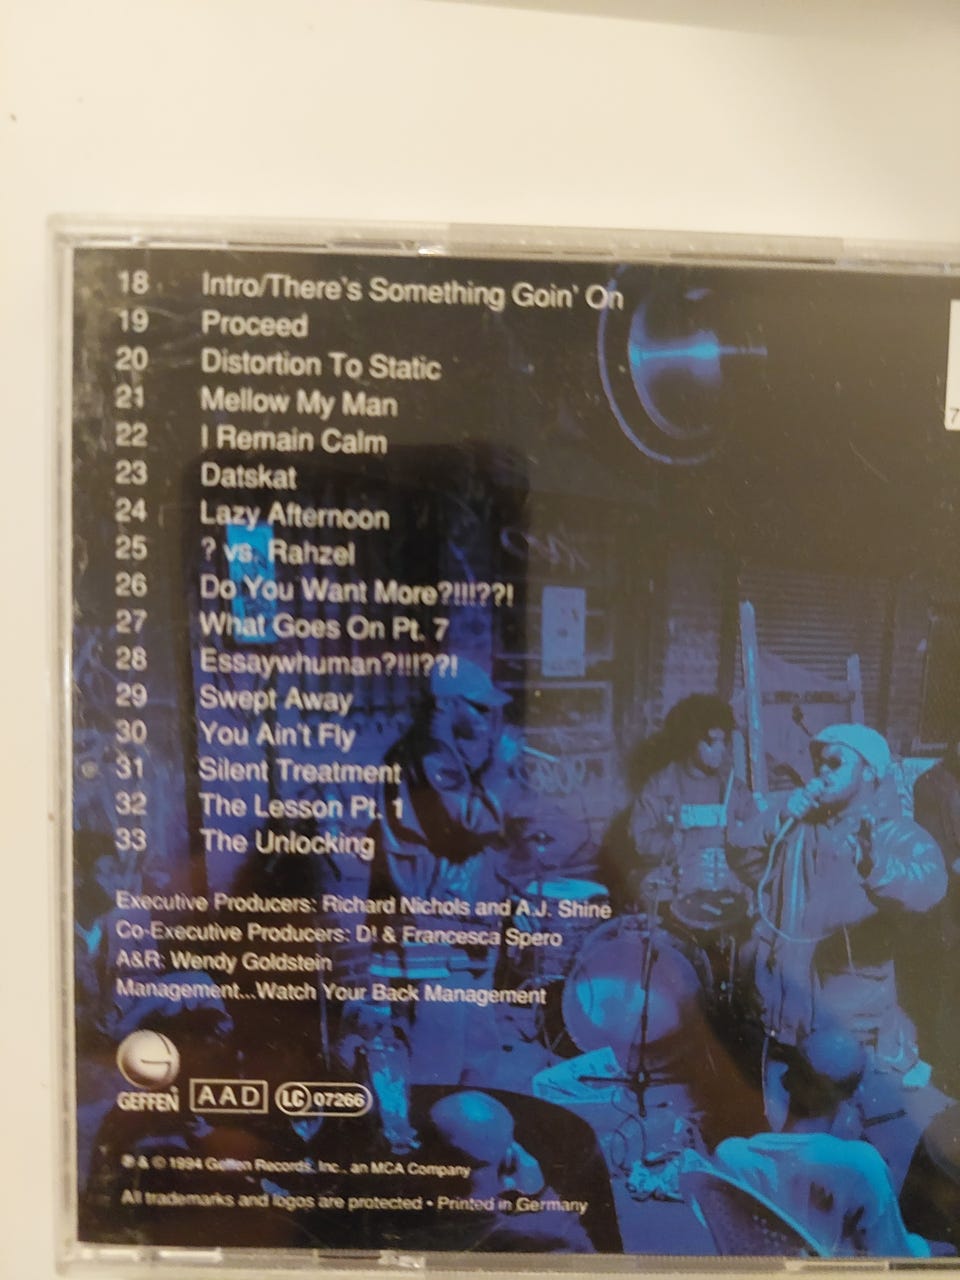 18 Intro/There's Something Goin' On
19 Proceed
20 Distortion To Static
21 Mellow My Man
22 I Remain Calm
23 Datskat
24 Lazy Afternoon
25 ? vs. Rahzel
26 Do You Want More?!!!??!
27 What Goes On Pt. 7
28 Essaywhuman?!!!??!
29 Swept Away
30 You Ain't Fly
31 Silent Treatment
32 The Lesson Pt. 1
33 The Unlocking
Executive Producers: Richard Nichols and A.J. Shine
Co-Executive Producers: D! & Francesca Spero
A&R: Wendy Goldstein
Management...Watch Your Back Management
GEFFEN AAD LC 07266
℗ & © 1994 Geffen Records, Inc., an MCA Company
All trademarks and logos are protected • Printed in Germany
7